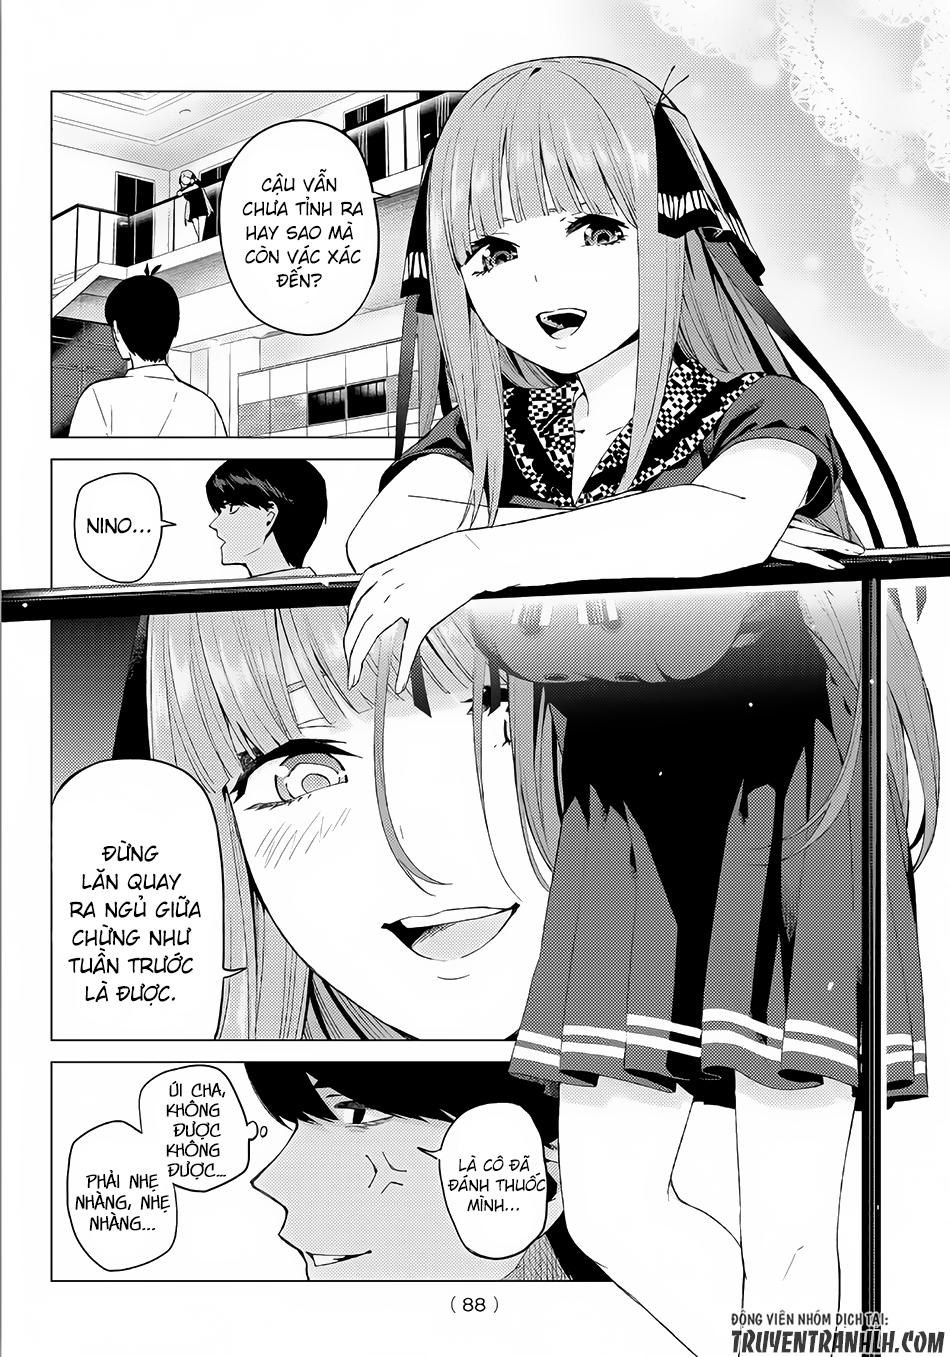 CẬU VẪN
CHƯA TỈNH RA
HAY SAO MÀ
CÒN VÁC XÁC
ĐẾN?
NINO...
ĐỪNG
LĂN QUAY
RA NGỦ GIỮA
CHỪNG NHƯ
TUẦN TRƯỚC
LÀ ĐƯỢC.
LÀ CÔ ĐÃ
ĐÁNH THUỐC
MÌNH...
ÚI CHA,
KHÔNG
ĐƯỢC
KHÔNG
ĐƯỢC...
PHẢI NHẸ
NHÀNG, NHẸ
NHÀNG...
( 88 )
ĐỘNG VIÊN NHÓM DỊCH TẠI:
TRUYENTRANHLH.COM